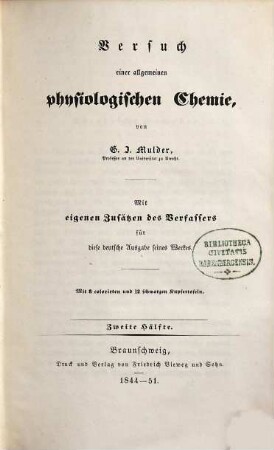 Versuch
einer allgemeinen
physiologischen Chemie,
von
G. J. Mulder,
Professor an der Universität zu Utrecht.
Mit
eigenen Zusätzen des Verfassers
für
diese deutsche Ausgabe seines Werkes.
BIBLIOTHECA
CIVITATIS
Mit 8 colorirten und 12 schwarzen Kupfertafeln.
Zweite Hälfte.
Braunschweig,
Druck und Verlag von Friedrich Vieweg und Sohn.
1844–51.